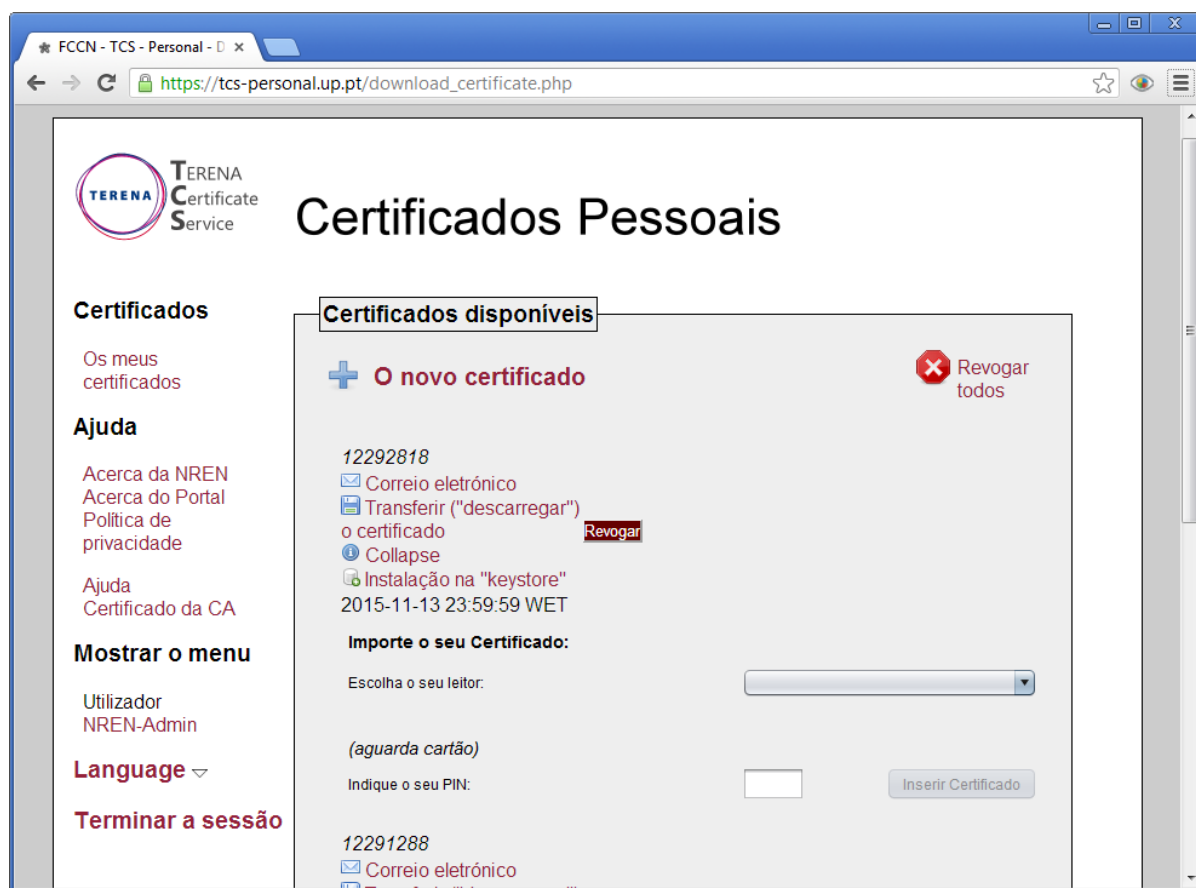 FCCN - TCS - Personal - D
https://tcs-personal.up.pt/download_certificate.php
TERENA
TERENA
Certificate
Service
Certificados Pessoais
Certificados
Os meus
certificados
Ajuda
Acerca da NREN
Acerca do Portal
Política de
privacidade
Ajuda
Certificado da CA
Mostrar o menu
Utilizador
NREN-Admin
Language
Terminar a sessão
Certificados disponíveis
O novo certificado
Revogar
todos
12292818
Correio eletrónico
Transferir ("descarregar")
o certificado
Revogar
Collapse
Instalação na "keystore"
2015-11-13 23:59:59 WET
Importe o seu Certificado:
Escolha o seu leitor:
(aguarda cartão)
Indique o seu PIN:
Inserir Certificado
12291288
Correio eletrónico